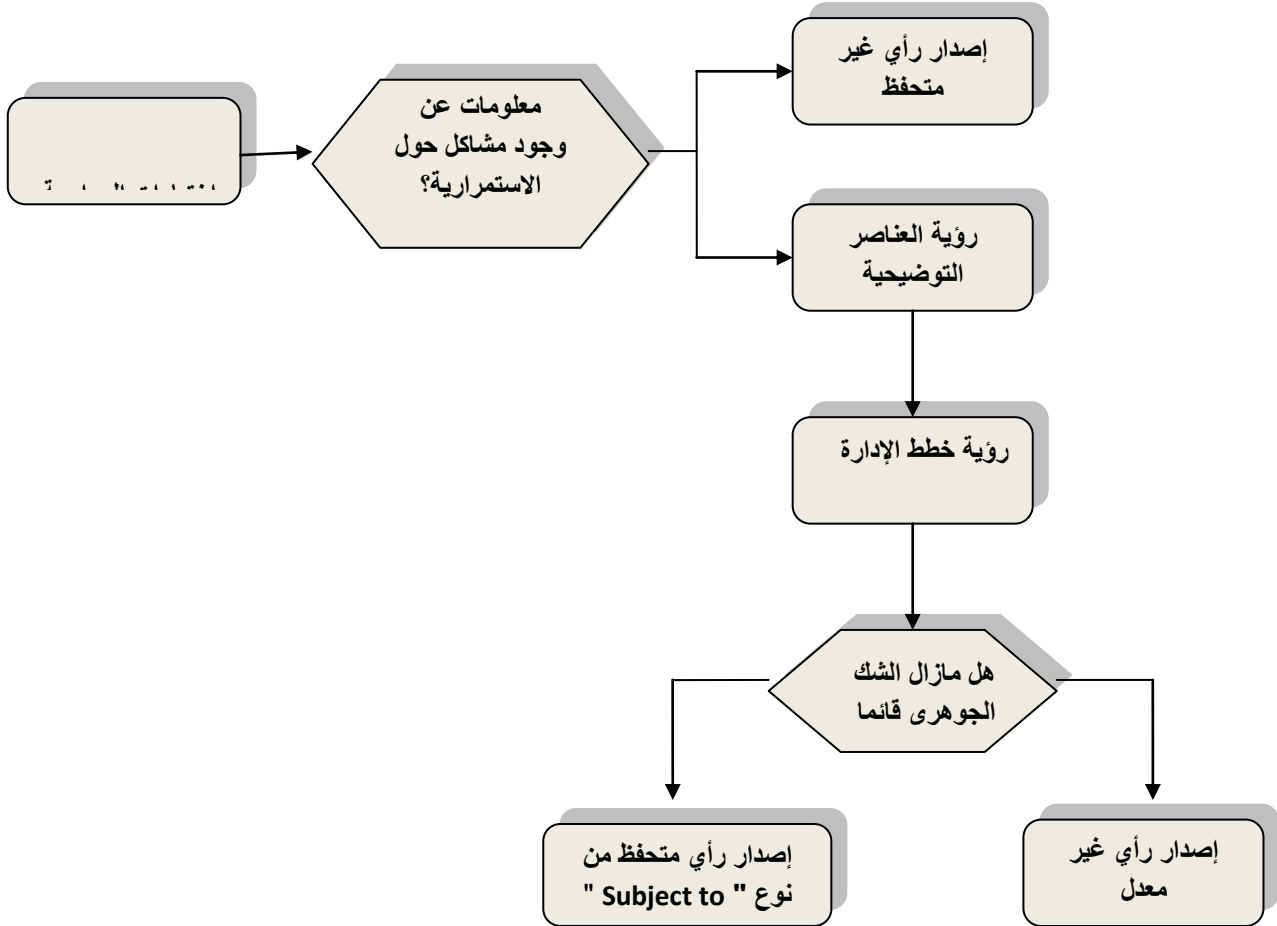 إصدار رأي غير
متحفظ
معلومات عن
وجود مشاكل حول
الاستمرارية؟
رؤية العناصر
التوضيحية
رؤية خطط الإدارة
هل مازال الشك
الجوهرى قائما
إصدار رأي متحفظ من
نوع " Subject to "
إصدار رأي غير
معدل